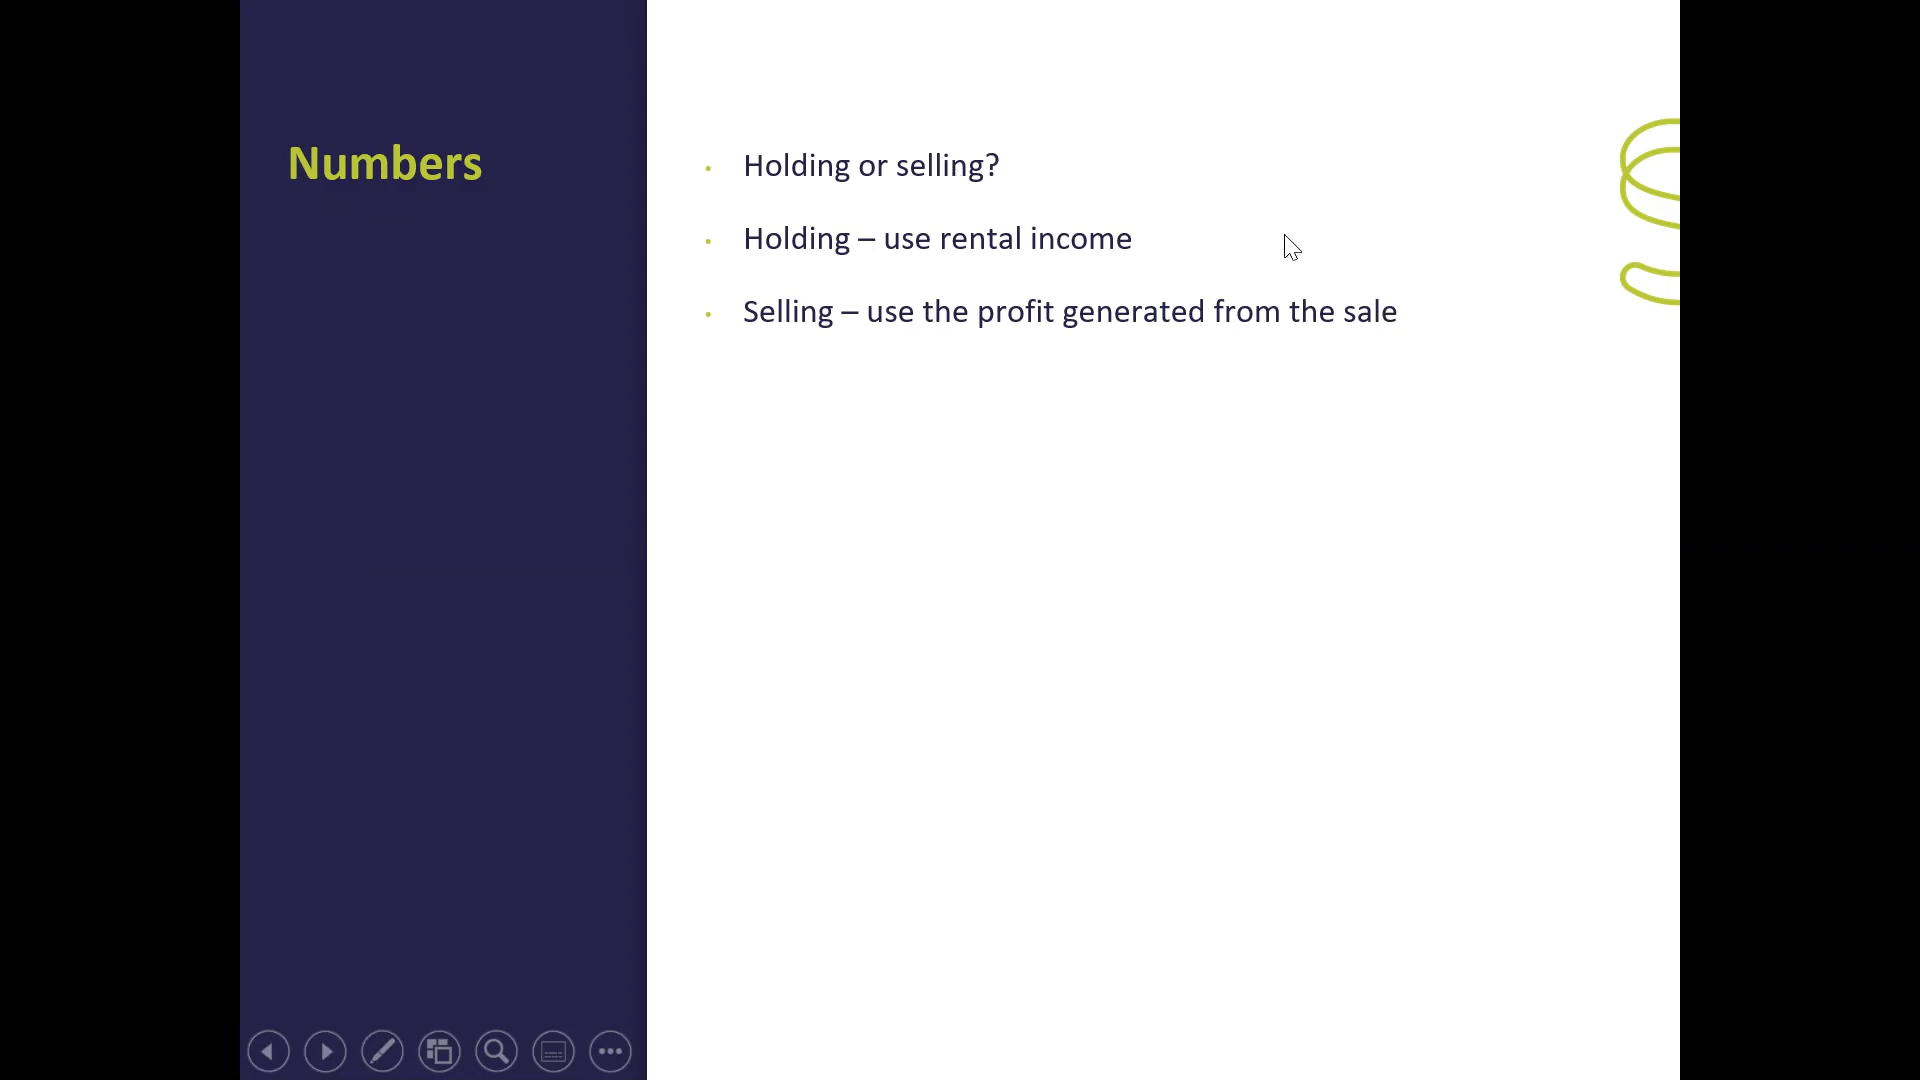 Numbers
Holding or selling?
Holding – use rental income
Selling – use the profit generated from the sale